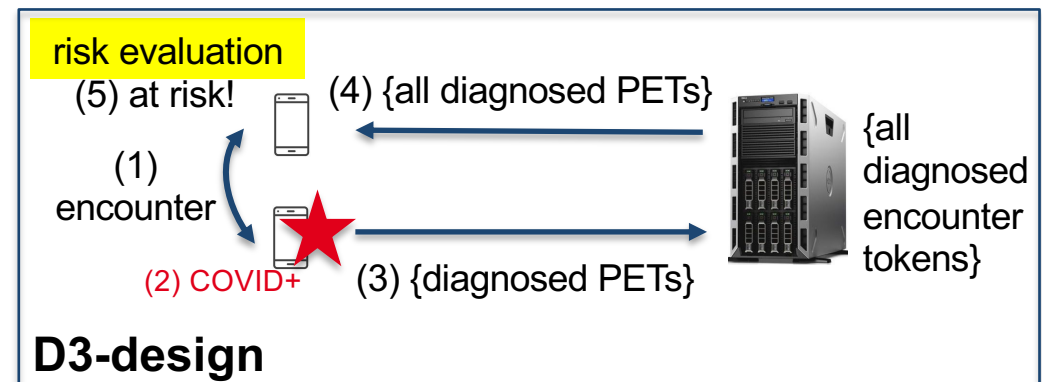 risk evaluation
(5) at risk!
(4) {all diagnosed PETs}
(1)
encounter
{all
diagnosed
encounter
tokens}
(2) COVID+
(3) {diagnosed PETs}
D3-design